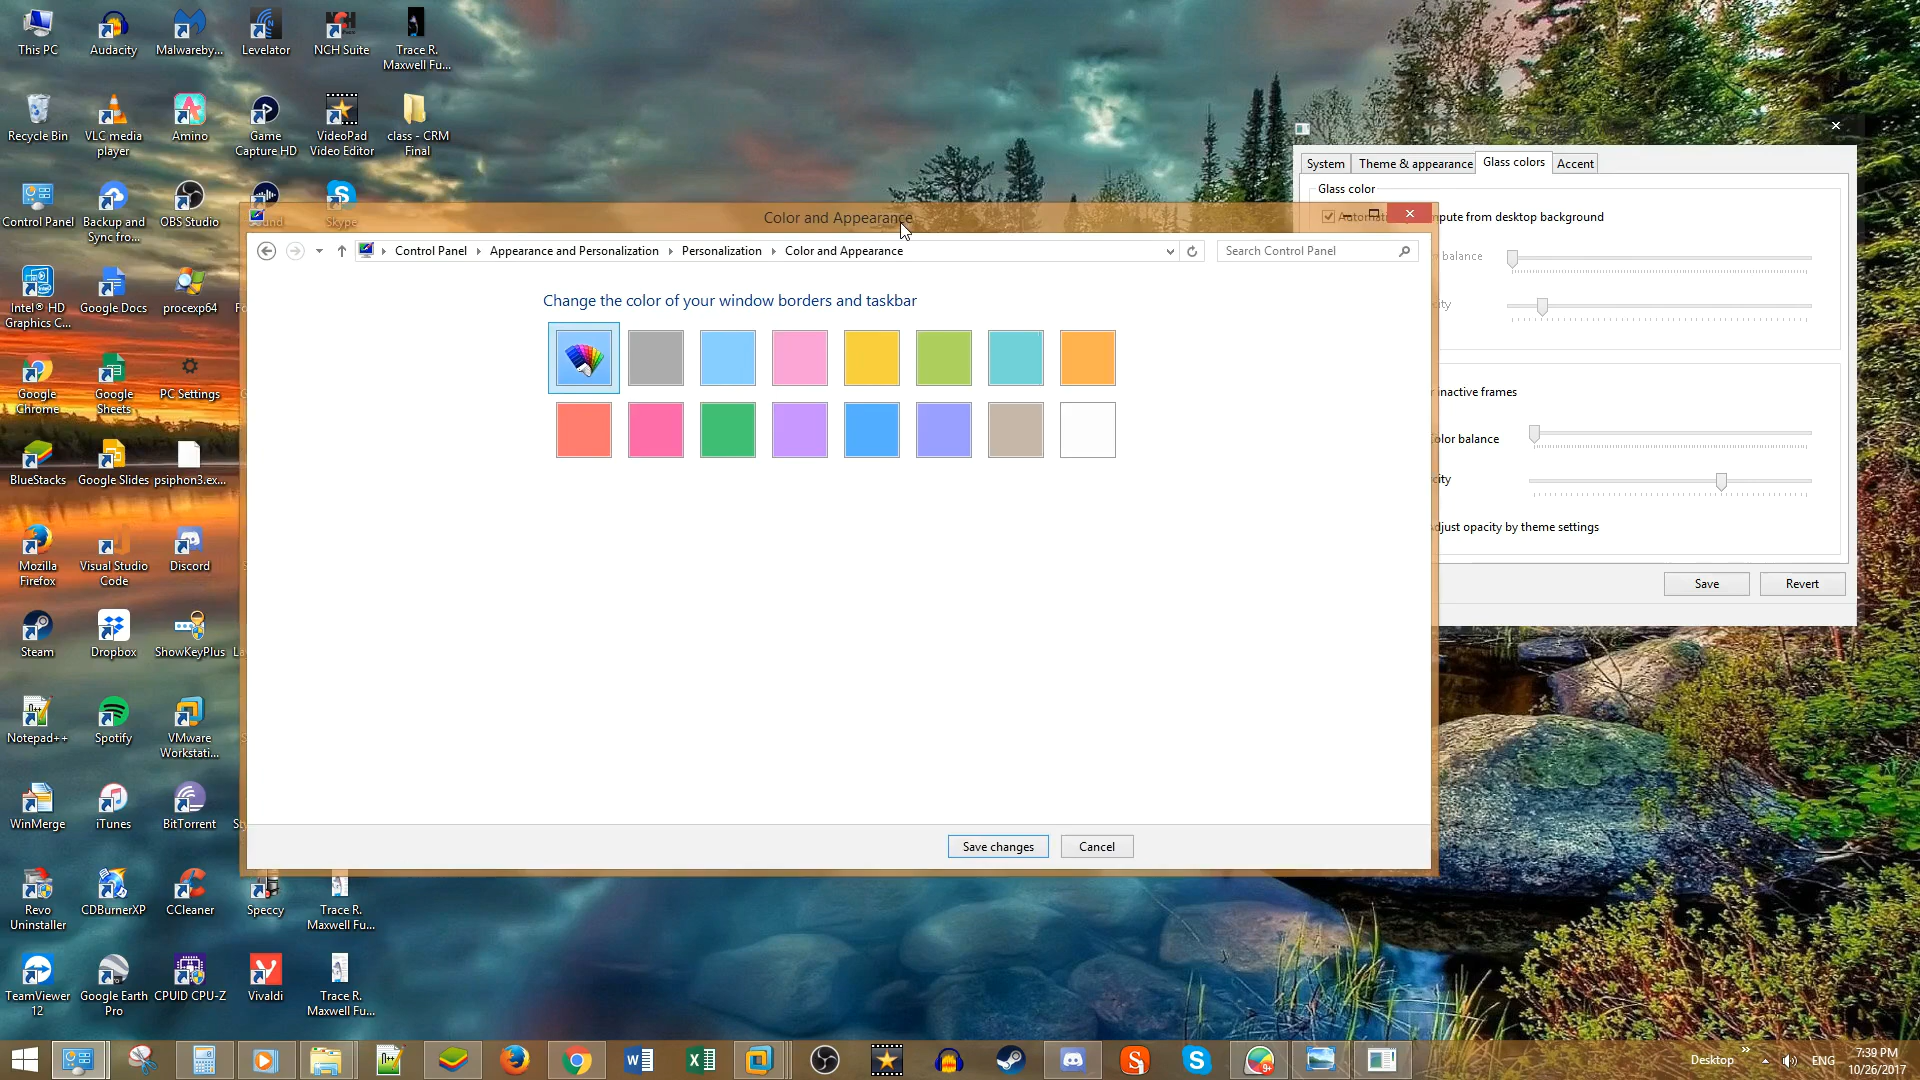 This PC
Audacity
Malwareby...
Levelator
NCH Suite
Trace R.
Maxwell Fu...
Recycle Bin
VLC media
player
Amino
Game
Capture HD
VideoPad
Video Editor
class - CRM
Final
Control Panel
Backup and
Sync fro...
OBS Studio
Sound
Skype
Intel® HD
Graphics C...
Google Docs
procexp64
Google
Chrome
Google
Sheets
PC Settings
BlueStacks
Google Slides
psiphon3.ex...
Mozilla
Firefox
Visual Studio
Code
Discord
Steam
Dropbox
ShowKeyPlus
Notepad++
Spotify
VMware
Workstati...
WinMerge
iTunes
BitTorrent
Revo
Uninstaller
CDBurnerXP
CCleaner
Speccy
Trace R.
Maxwell Fu...
TeamViewer
12
Google Earth
Pro
CPUID CPU-Z
Vivaldi
Trace R.
Maxwell Fu...
Color and Appearance
Control Panel
Appearance and Personalization
Personalization
Color and Appearance
Search Control Panel
Change the color of your window borders and taskbar
Save changes
Cancel
System
Theme & appearance
Glass colors
Accent
Glass color
from desktop background
balance
inactive frames
Color balance
opacity by theme settings
Save
Revert
9+
Desktop
ENG
7:39 PM
10/26/2017